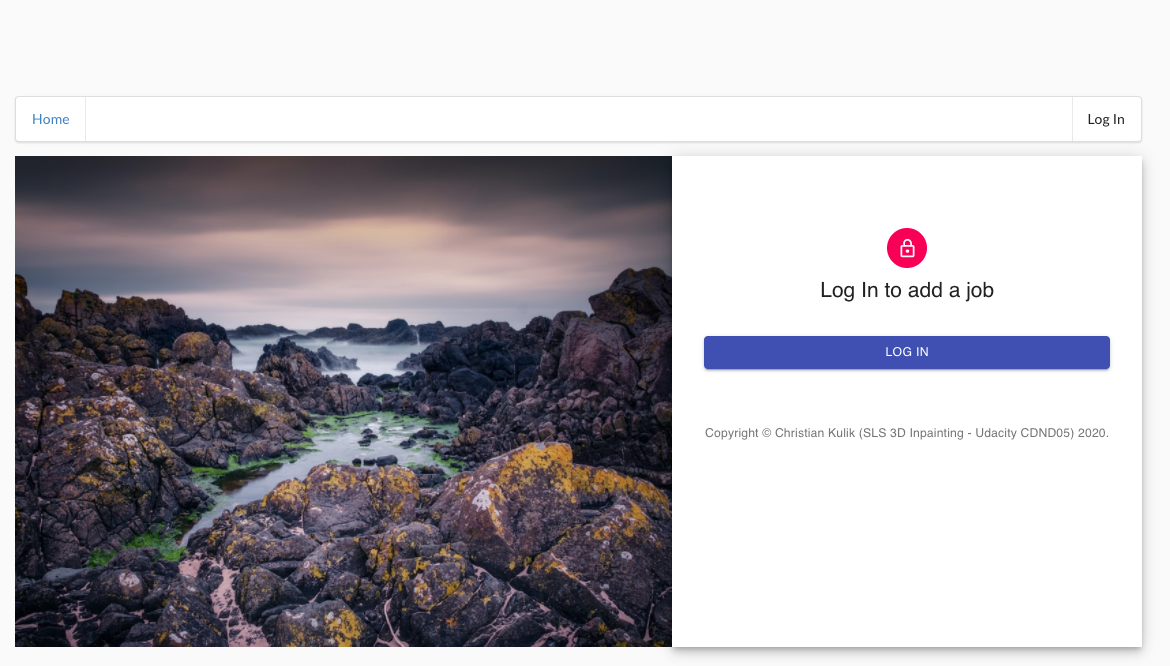 Home
Log In
Log In to add a job
LOG IN
Copyright © Christian Kulik (SLS 3D Inpainting - Udacity CDND05) 2020.